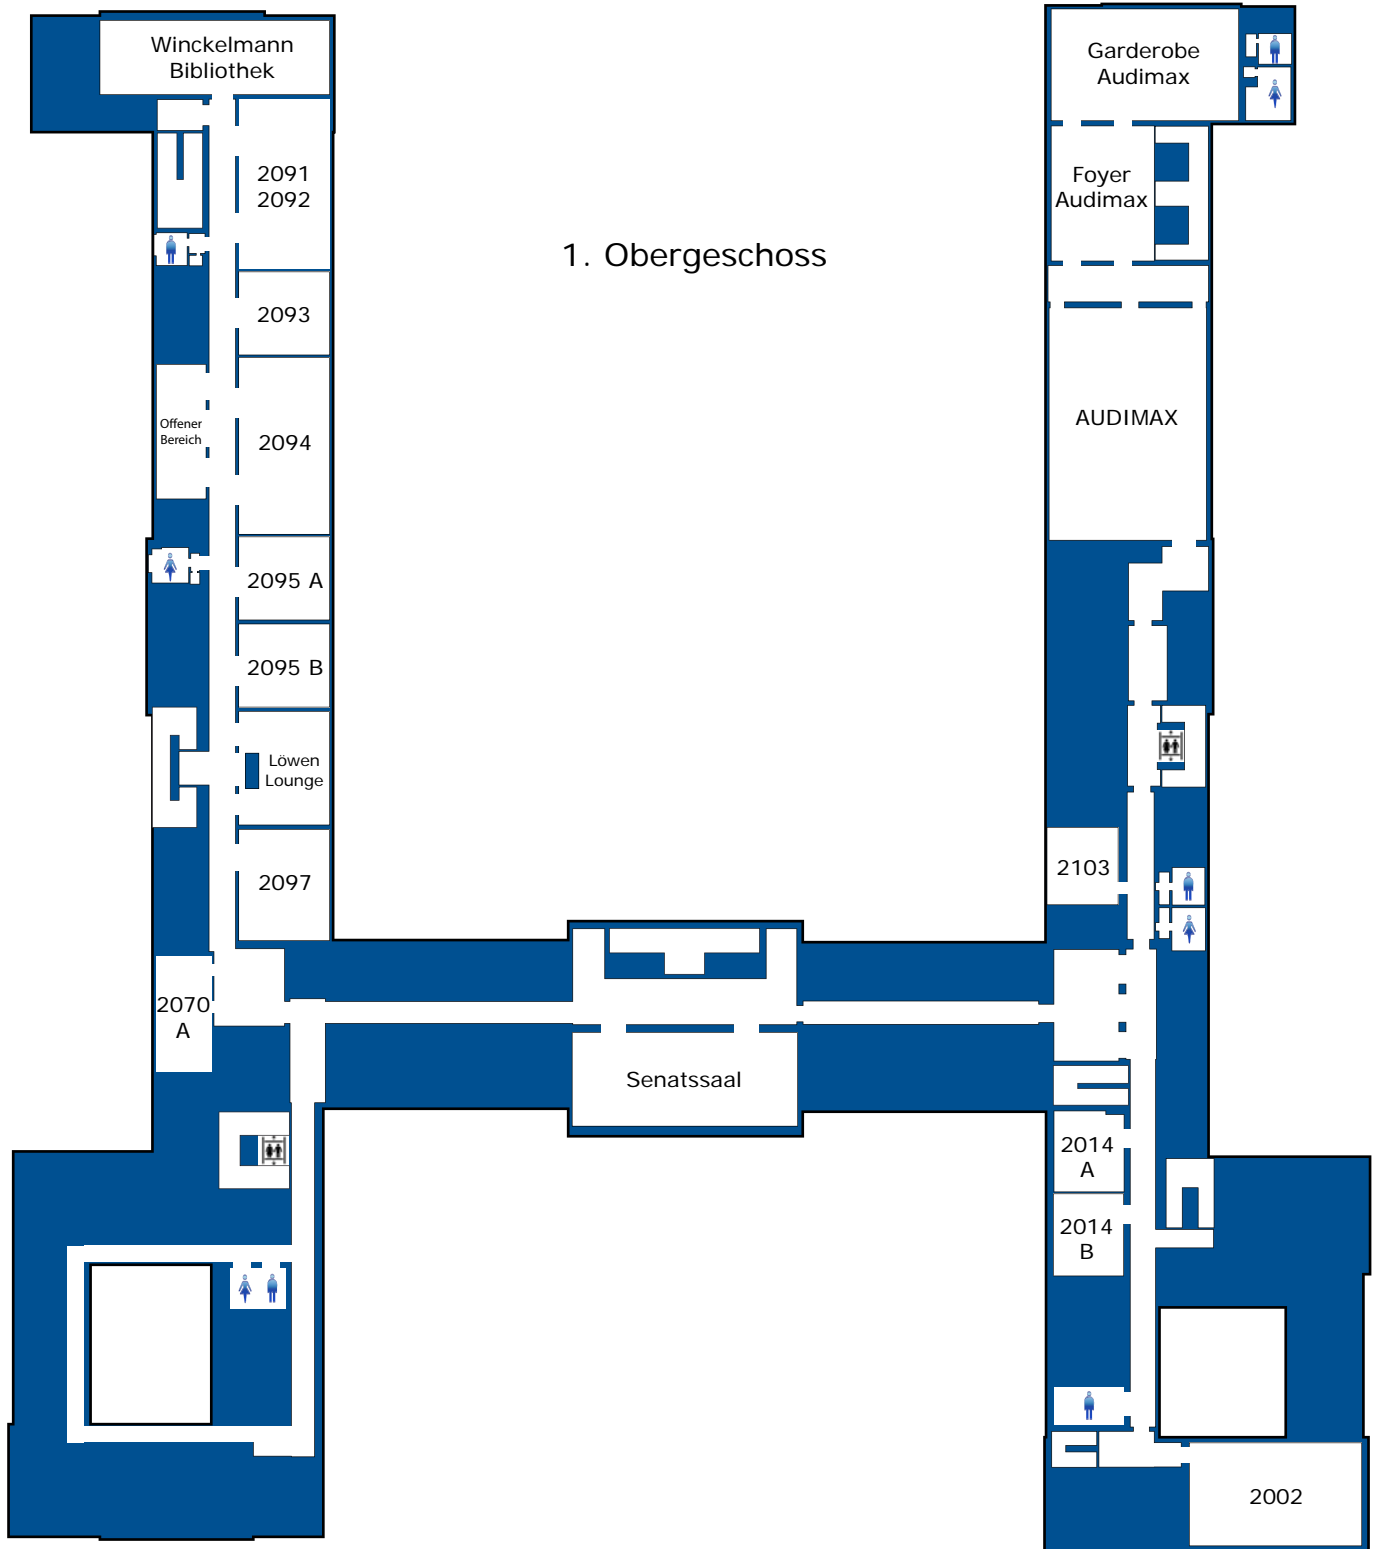 Winckelmann
Bibliothek
2091
2092
2093
Offener
Bereich
2094
2095 A
2095 B
Löwen
Lounge
2097
2070
A
1. Obergeschoss
Senatssaal
Garderobe
Audimax
Foyer
Audimax
AUDIMAX
2103
2014
A
2014
B
2002